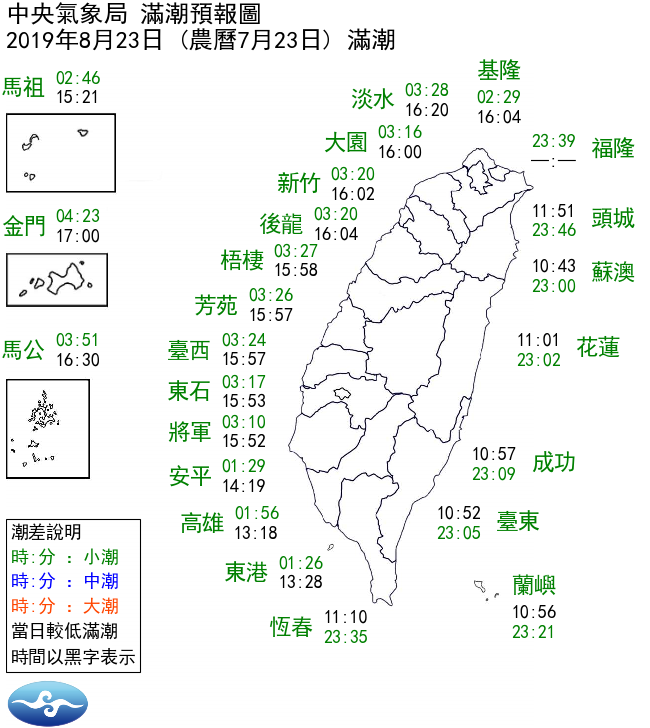 中央氣象局 滿潮預報圖
2019年8月23日 (農曆7月23日) 滿潮
基隆
02:29
16:04
馬祖
02:46
15:21
淡水
03:28
16:20
大園
03:16
16:00
福隆
23:39
—:—
新竹
03:20
16:02
後龍
03:20
16:04
頭城
11:51
23:46
金門
04:23
17:00
梧棲
03:27
15:58
蘇澳
10:43
23:00
芳苑
03:26
15:57
馬公
03:51
16:30
臺西
03:24
15:57
花蓮
11:01
23:02
東石
03:17
15:53
將軍
03:10
15:52
安平
01:29
14:19
成功
10:57
23:09
高雄
01:56
13:18
臺東
10:52
23:05
東港
01:26
13:28
蘭嶼
10:56
23:21
恆春
11:10
23:35
潮差說明
時:分 : 小潮
時:分 : 中潮
時:分 : 大潮
當日較低滿潮
時間以黑字表示